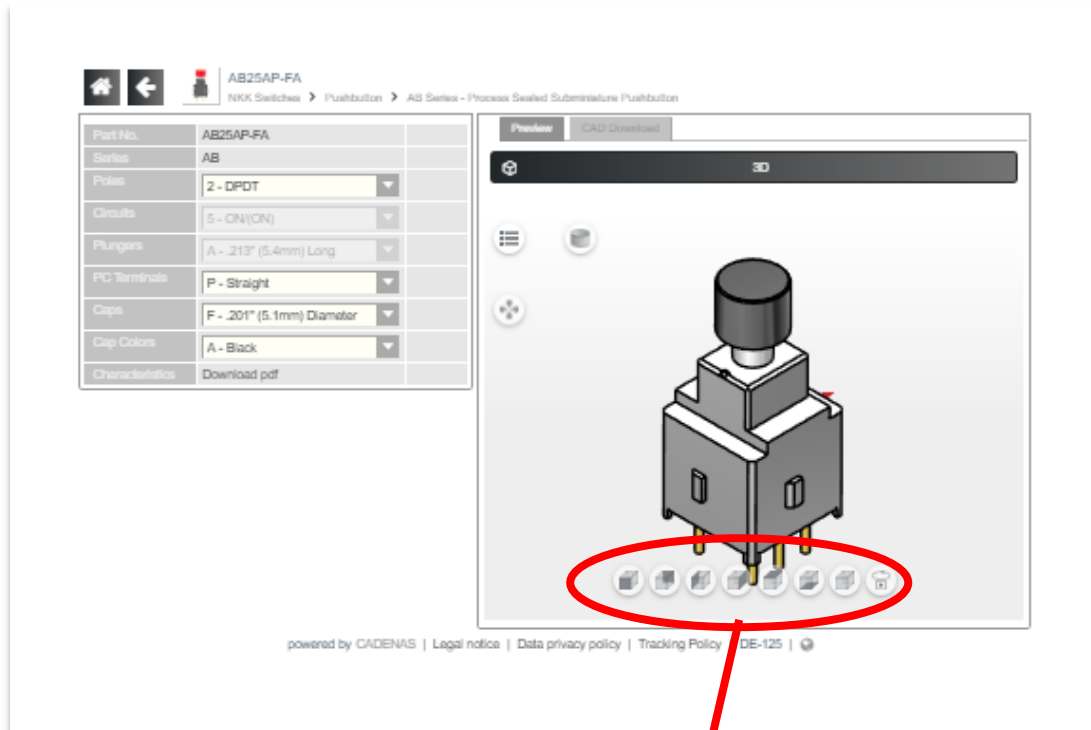 AB25AP-FA
NKK Switches > Pushbutton > AB Series - Process Sealed Subminiature Pushbutton
Part No. AB25AP-FA
Series AB
Poles 2 - DPDT
Circuits 5 - ON/(ON)
Plungers A - .213" (5.4mm) Long
PC Terminals P - Straight
Caps F - .201" (5.1mm) Diameter
Cap Colors A - Black
Characteristics Download pdf
Preview CAD Download
3D
powered by CADENAS | Legal notice | Data privacy policy | Tracking Policy DE-125 |